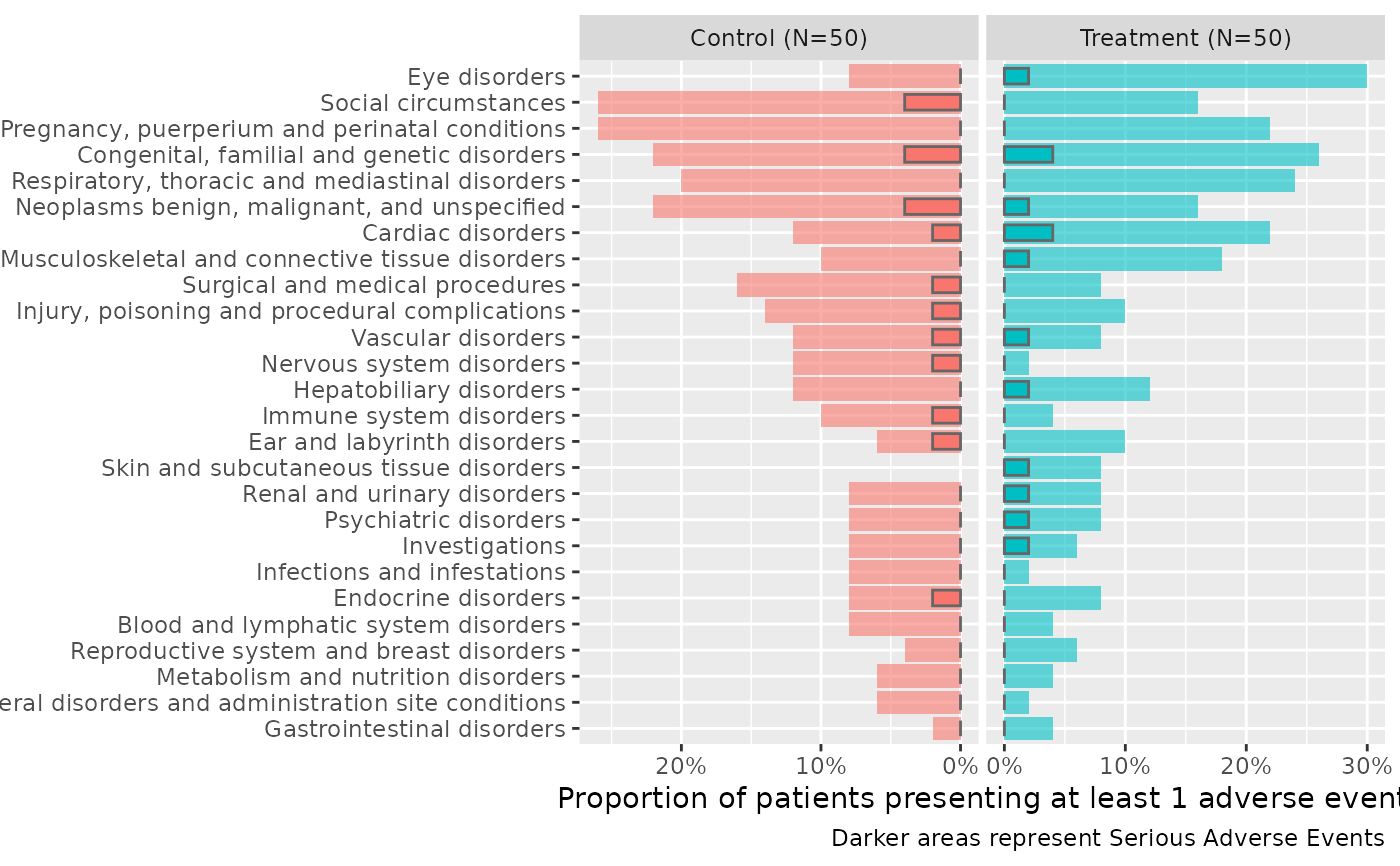 Control (N=50) Treatment (N=50)
Eye disorders
Social circumstances
Pregnancy, puerperium and perinatal conditions
Congenital, familial and genetic disorders
Respiratory, thoracic and mediastinal disorders
Neoplasms benign, malignant, and unspecified
Cardiac disorders
Musculoskeletal and connective tissue disorders
Surgical and medical procedures
Injury, poisoning and procedural complications
Vascular disorders
Nervous system disorders
Hepatobiliary disorders
Immune system disorders
Ear and labyrinth disorders
Skin and subcutaneous tissue disorders
Renal and urinary disorders
Psychiatric disorders
Investigations
Infections and infestations
Endocrine disorders
Blood and lymphatic system disorders
Reproductive system and breast disorders
Metabolism and nutrition disorders
eral disorders and administration site conditions
Gastrointestinal disorders
20% 10% 0% 0% 10% 20% 30%
Proportion of patients presenting at least 1 adverse event
Darker areas represent Serious Adverse Events